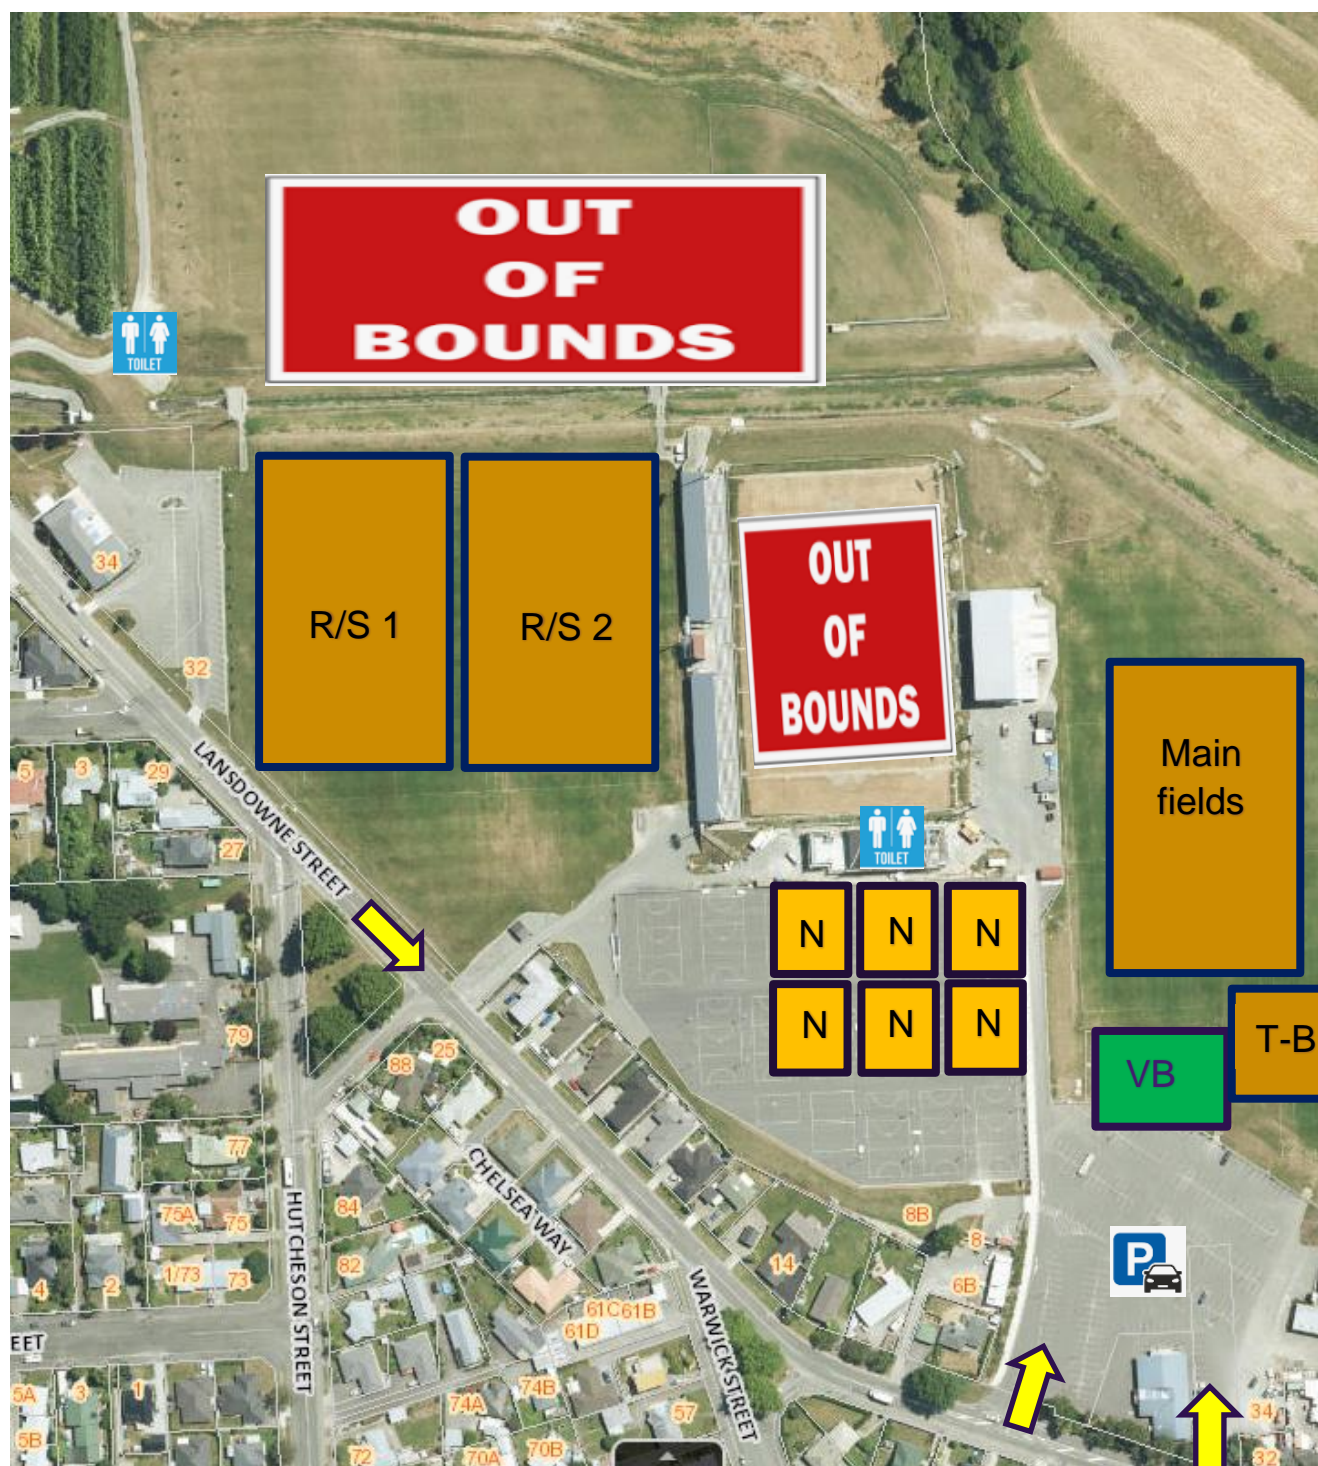 OUT
OF
BOUNDS
TOILET
34
R/S 1
R/S 2
OUT
OF
BOUNDS
32
Main
fields
5
3
29
LANSDOWNE STREET
27
TOILET
N
N
N
N
N
N
79
25
88
VB
T-B
77
CHELSEA WAY
75A
75
84
8B
8
HUTCHESON STREET
82
14
P
4
2
1/73
73
6B
61C
61B
61D
WARWICK STREET
EET
5A
3
1
74B
74A
57
34
5B
72
70A
70B
32